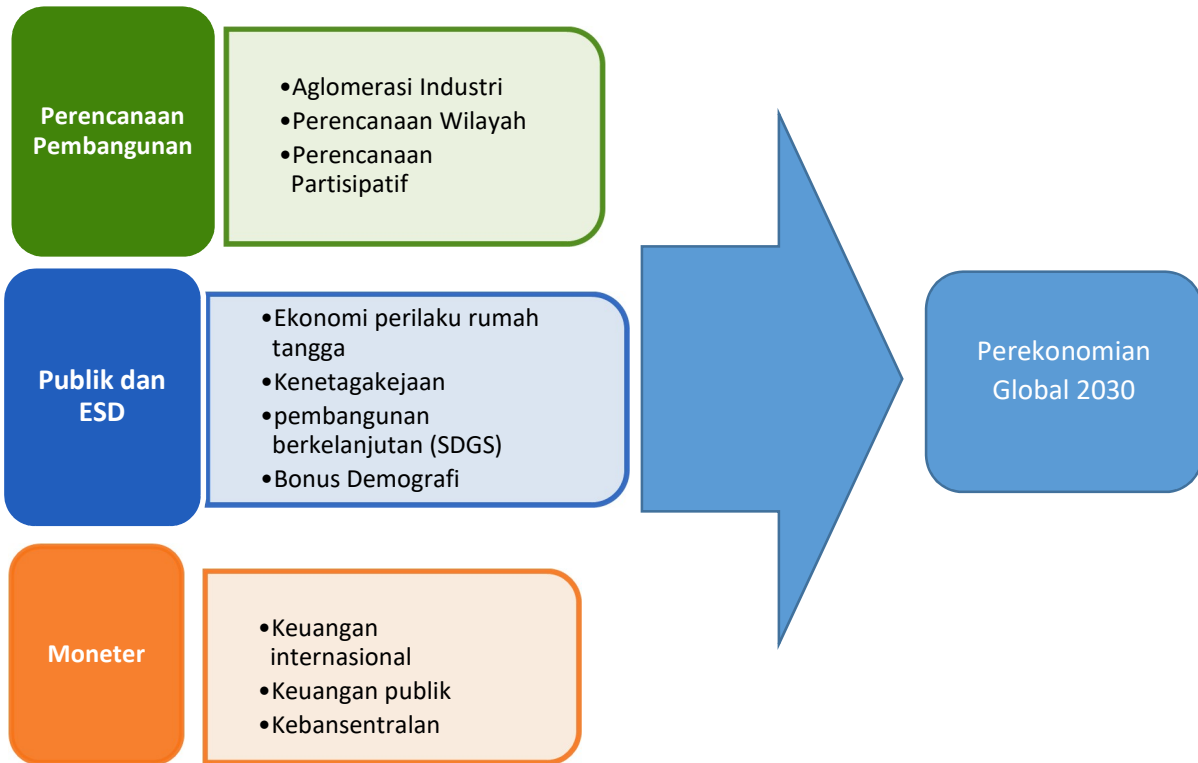 Perencanaan
Pembangunan
•Aglomerasi Industri
•Perencanaan Wilayah
•Perencanaan
Partisipatif
Publik dan
ESD
•Ekonomi perilaku rumah
tangga
•Kenetagakejaan
•pembangunan
berkelanjutan (SDGS)
•Bonus Demografi
Moneter
•Keuangan
internasional
•Keuangan publik
•Kebansentralan
Perekonomian
Global 2030